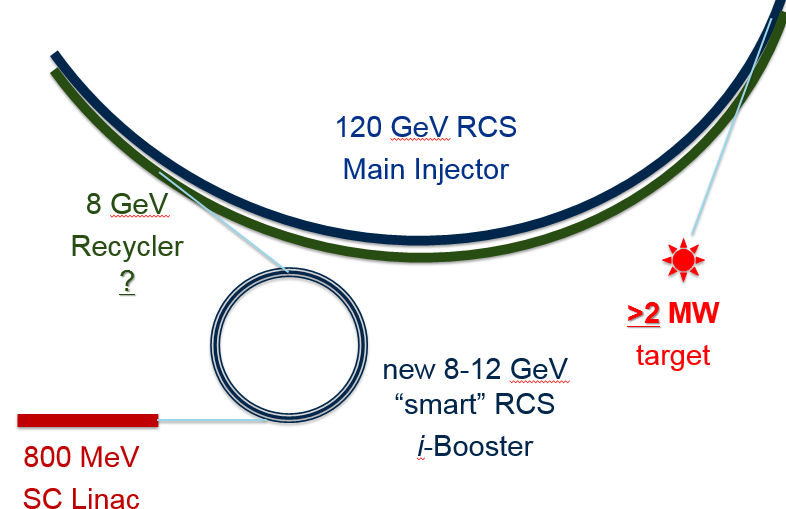 120 GeV RCS
Main Injector
8 GeV
Recycler
?
>2 MW
target
new 8-12 GeV
“smart” RCS
i-Booster
800 MeV
SC Linac